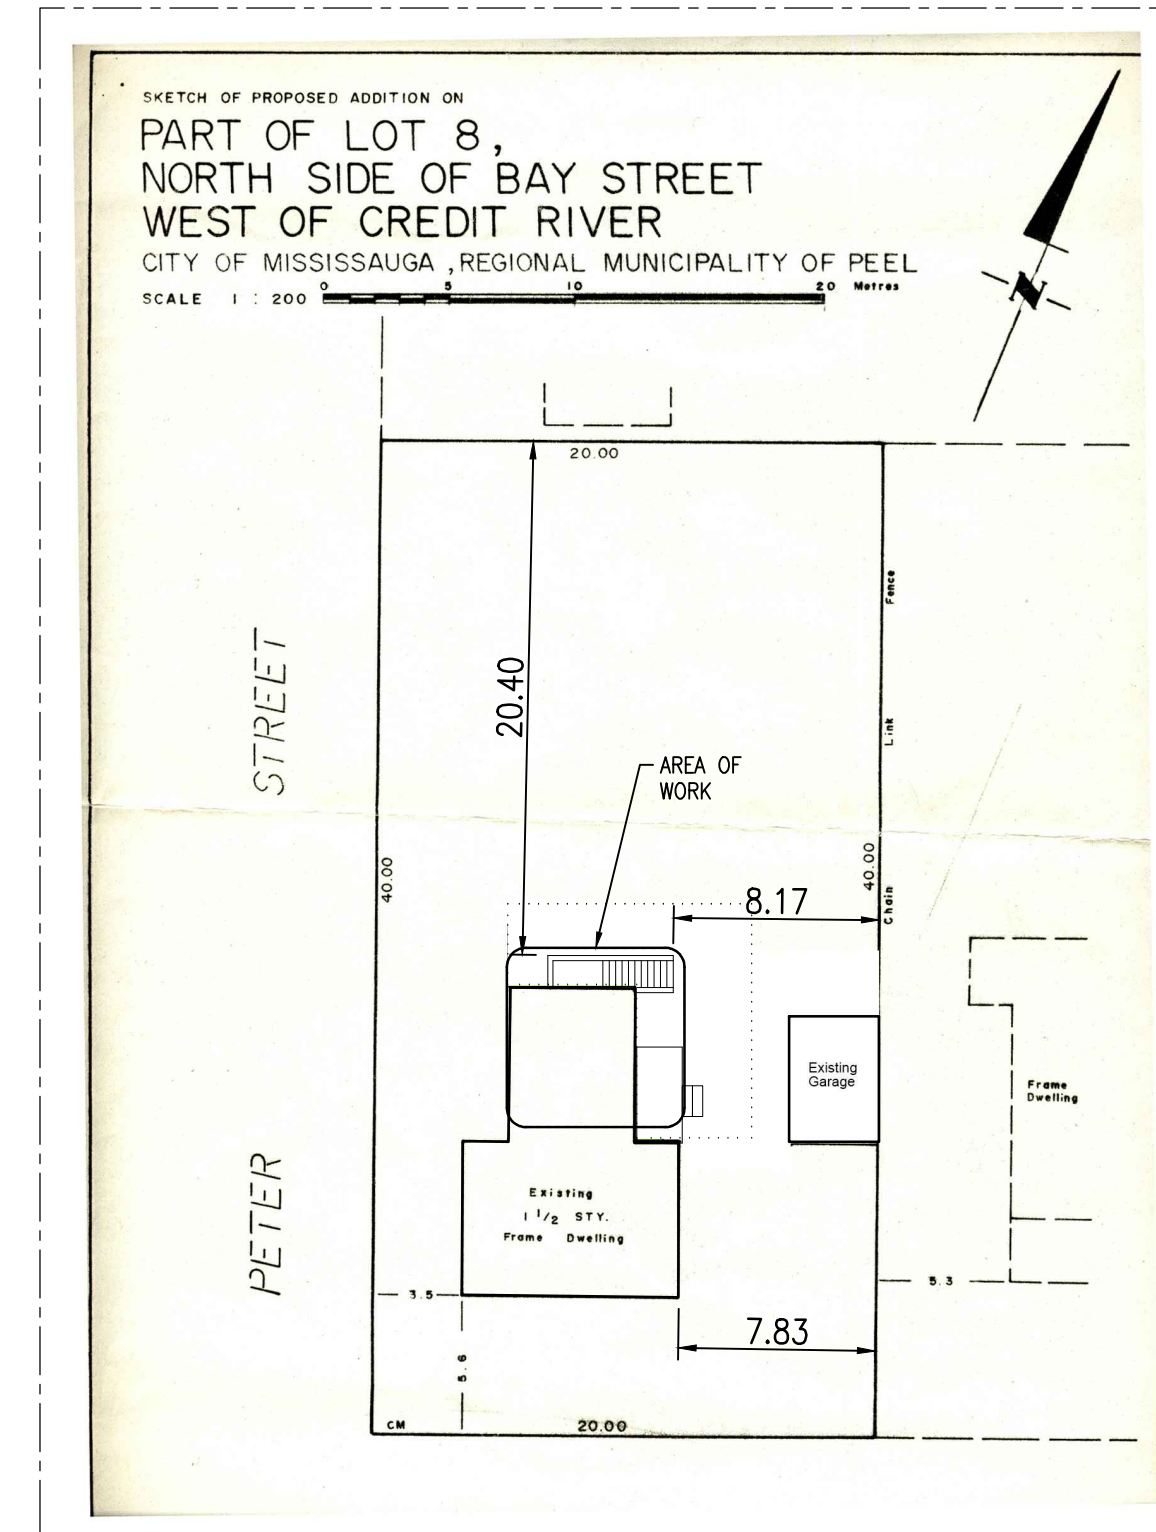 SKETCH OF PROPOSED ADDITION ON
PART OF LOT 8,
NORTH SIDE OF BAY STREET
WEST OF CREDIT RIVER
CITY OF MISSISSAUGA, REGIONAL MUNICIPALITY OF PEEL
SCALE 1 : 200
0 5 10 20 Metres
N
20.00
Fence
STREET
20.40
Link
AREA OF
WORK
40.00
40.00
Chain
8.17
Existing
Garage
Frame
Dwelling
PETER
Existing
1 1/2 STY.
Frame Dwelling
3.5
5.3
7.83
5.6
CM
20.00